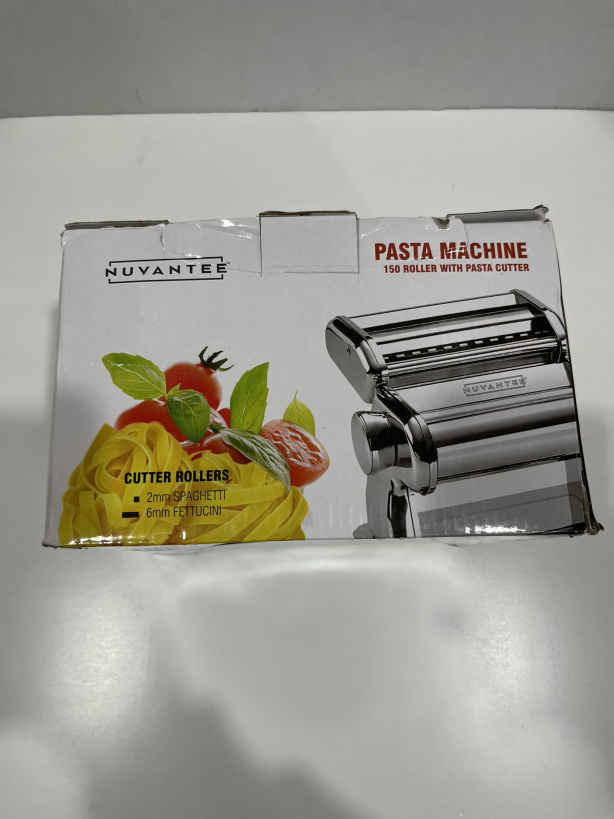 NUVANTEE
PASTA MACHINE
150 ROLLER WITH PASTA CUTTER
NUVANTEE
CUTTER ROLLERS
2mm SPAGHETTI
6mm FETTUCINI